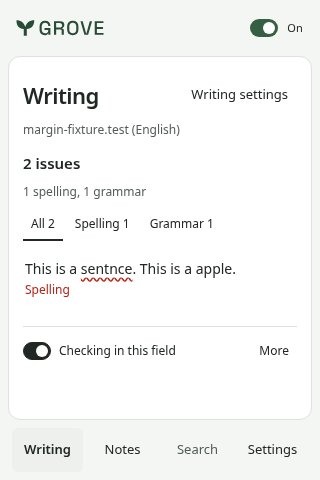 GROVE
On
Writing
Writing settings
margin-fixture.test (English)
2 issues
1 spelling, 1 grammar
All 2
Spelling 1
Grammar 1
This is a sentnce. This is a apple.
Spelling
Checking in this field
More
Writing
Notes
Search
Settings